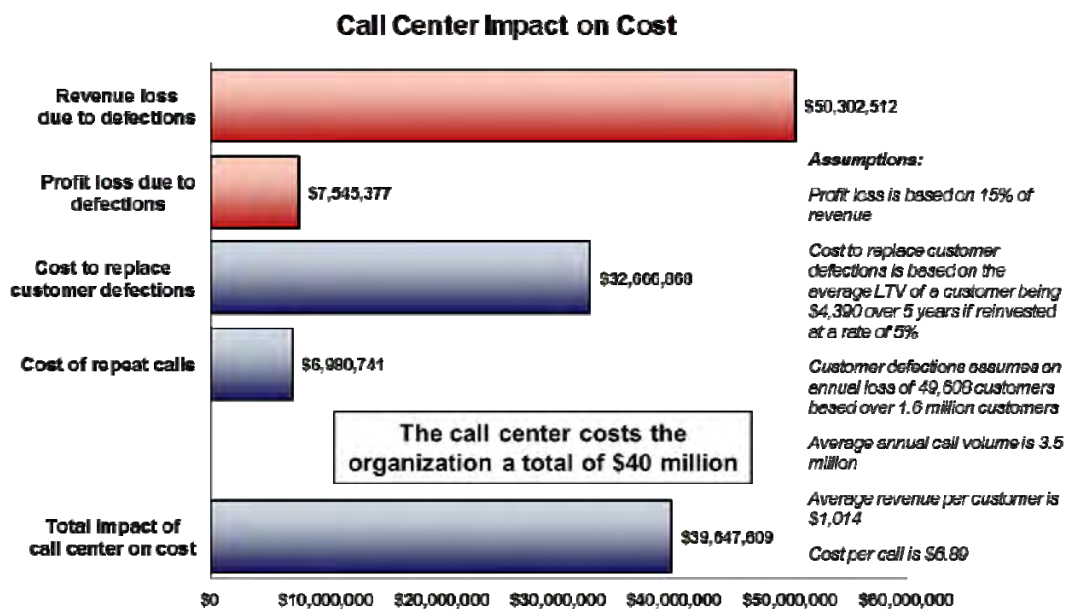 Call Center Impact on Cost
Revenue loss
due to defections
$50,302,512
Profit loss due to
defections
$7,545,377
Cost to replace
customer defections
$32,666,868
Cost of repeat calls
$6,980,741
The call center costs the
organization a total of $40 million
Total impact of
call center on cost
$39,647,609
$0
$10,000,000
$20,000,000
$30,000,000
$40,000,000
$50,000,000
$60,000,000
Assumptions:
Profit loss is based on 15% of
revenue
Cost to replace customer
defections is based on the
average LTV of a customer being
$4,390 over 5 years if reinvested
at a rate of 5%
Customer defections assumes an
annual loss of 49,608 customers
based over 1.6 million customers
Average annual call volume is 3.5
million
Average revenue per customer is
$1,014
Cost per call is $6.89